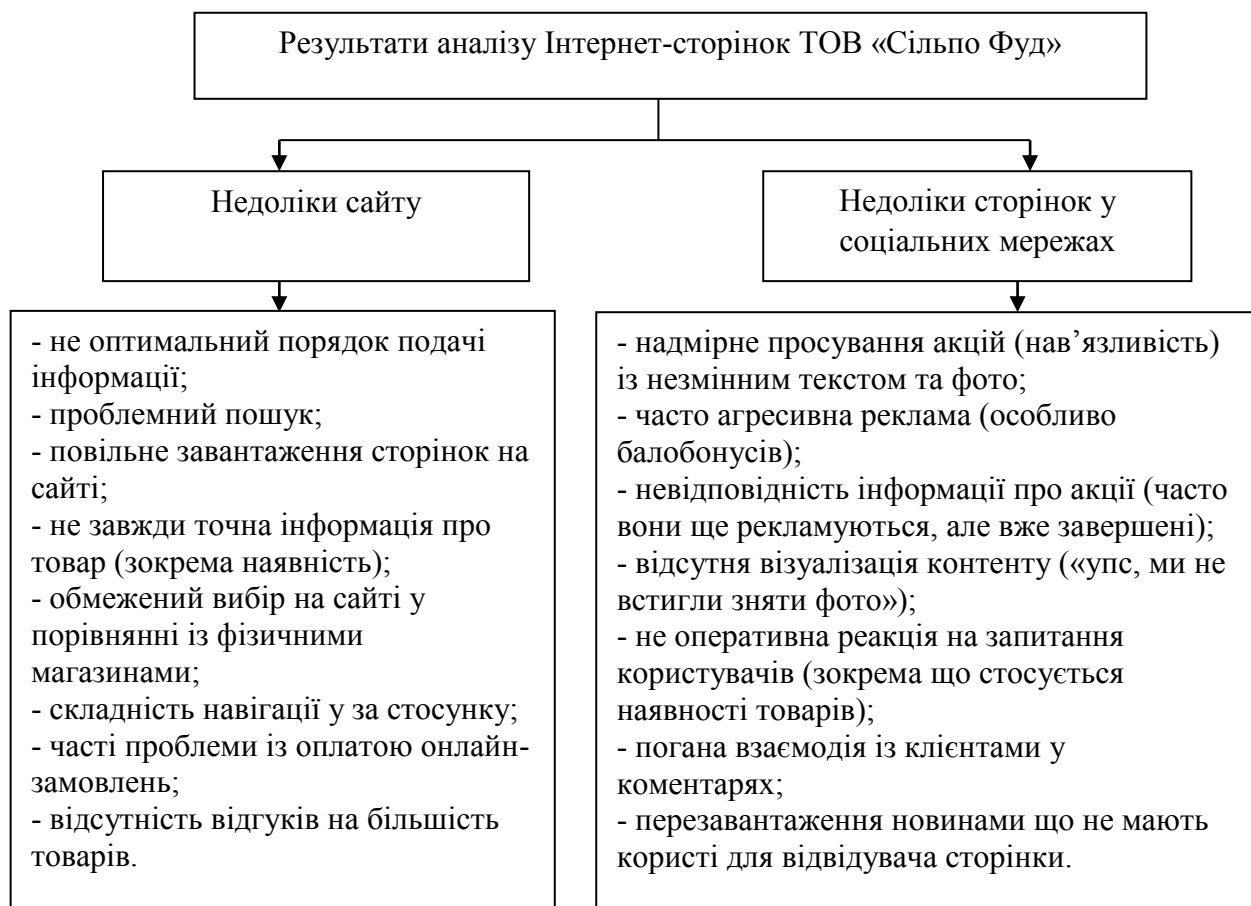 Результати аналізу Інтернет-сторінок ТОВ «Сільпо Фуд»
Недоліки сайту
Недоліки сторінок у
соціальних мережах
- не оптимальний порядок подачі
інформації;
- проблемний пошук;
- повільне завантаження сторінок на
сайті;
- не завжди точна інформація про
товар (зокрема наявність);
- обмежений вибір на сайті у
порівнянні із фізичними
магазинами;
- складність навігації у за стосунку;
- часті проблеми із оплатою онлайн-
замовлень;
- відсутність відгуків на більшість
товарів.
- надмірне просування акцій (нав’язливість)
із незмінним текстом та фото;
- часто агресивна реклама (особливо
балобонусів);
- невідповідність інформації про акції (часто
вони ще рекламуються, але вже завершені);
- відсутня візуалізація контенту («упс, ми не
встигли зняти фото»);
- не оперативна реакція на запитання
користувачів (зокрема що стосується
наявності товарів);
- погана взаємодія із клієнтами у
коментарях;
- перезавантаження новинами що не мають
користі для відвідувача сторінки.